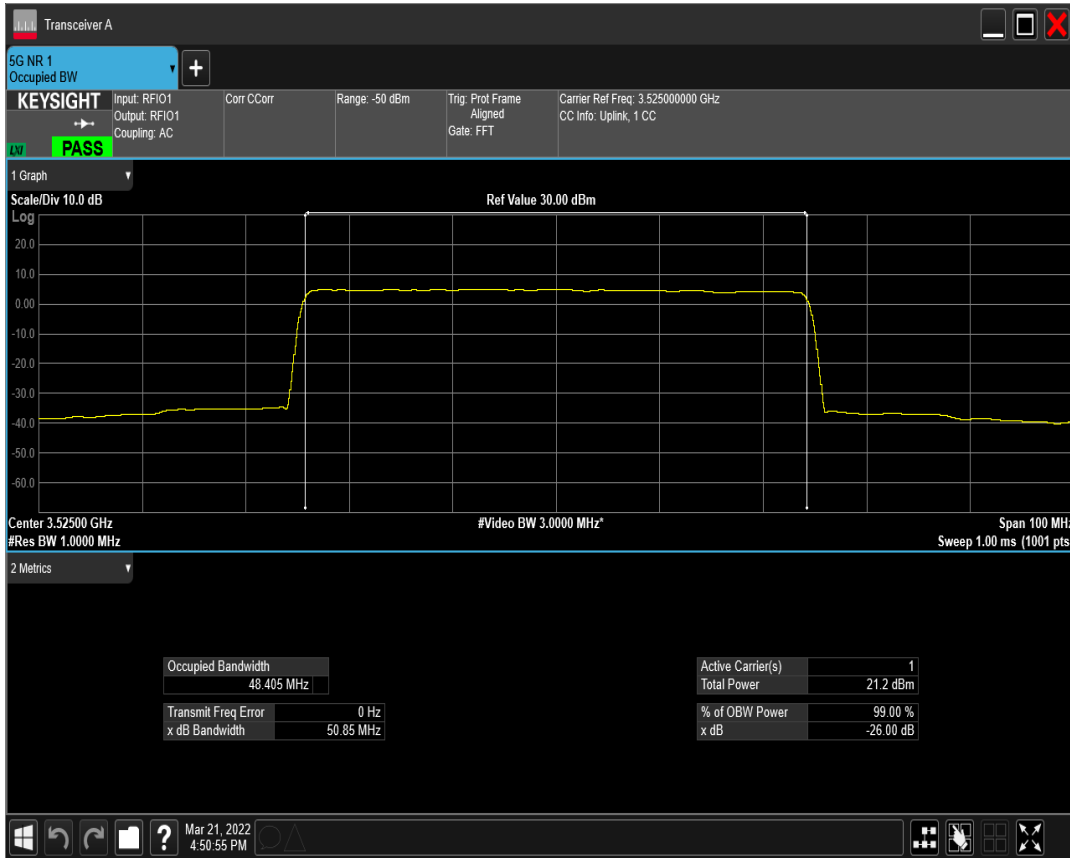 Transceiver A
5G NR 1
Occupied BW
KEYSIGHT
LXI
PASS
Input: RFIO1
Output: RFIO1
Coupling: AC
Corr CCorr
Range: -50 dBm
Trig: Prot Frame
Aligned
Gate: FFT
Carrier Ref Freq: 3.525000000 GHz
CC Info: Uplink, 1 CC
1 Graph
Scale/Div 10.0 dB
Ref Value 30.00 dBm
Log
20.0
10.0
0.00
-10.0
-20.0
-30.0
-40.0
-50.0
-60.0
Center 3.52500 GHz
#Video BW 3.0000 MHz*
Span 100 MHz
#Res BW 1.0000 MHz
Sweep 1.00 ms (1001 pts
2 Metrics
Occupied Bandwidth
48.405 MHz
Transmit Freq Error 0 Hz
x dB Bandwidth 50.85 MHz
Active Carrier(s) 1
Total Power 21.2 dBm
% of OBW Power 99.00 %
x dB -26.00 dB
?
Mar 21, 2022
4:50:55 PM